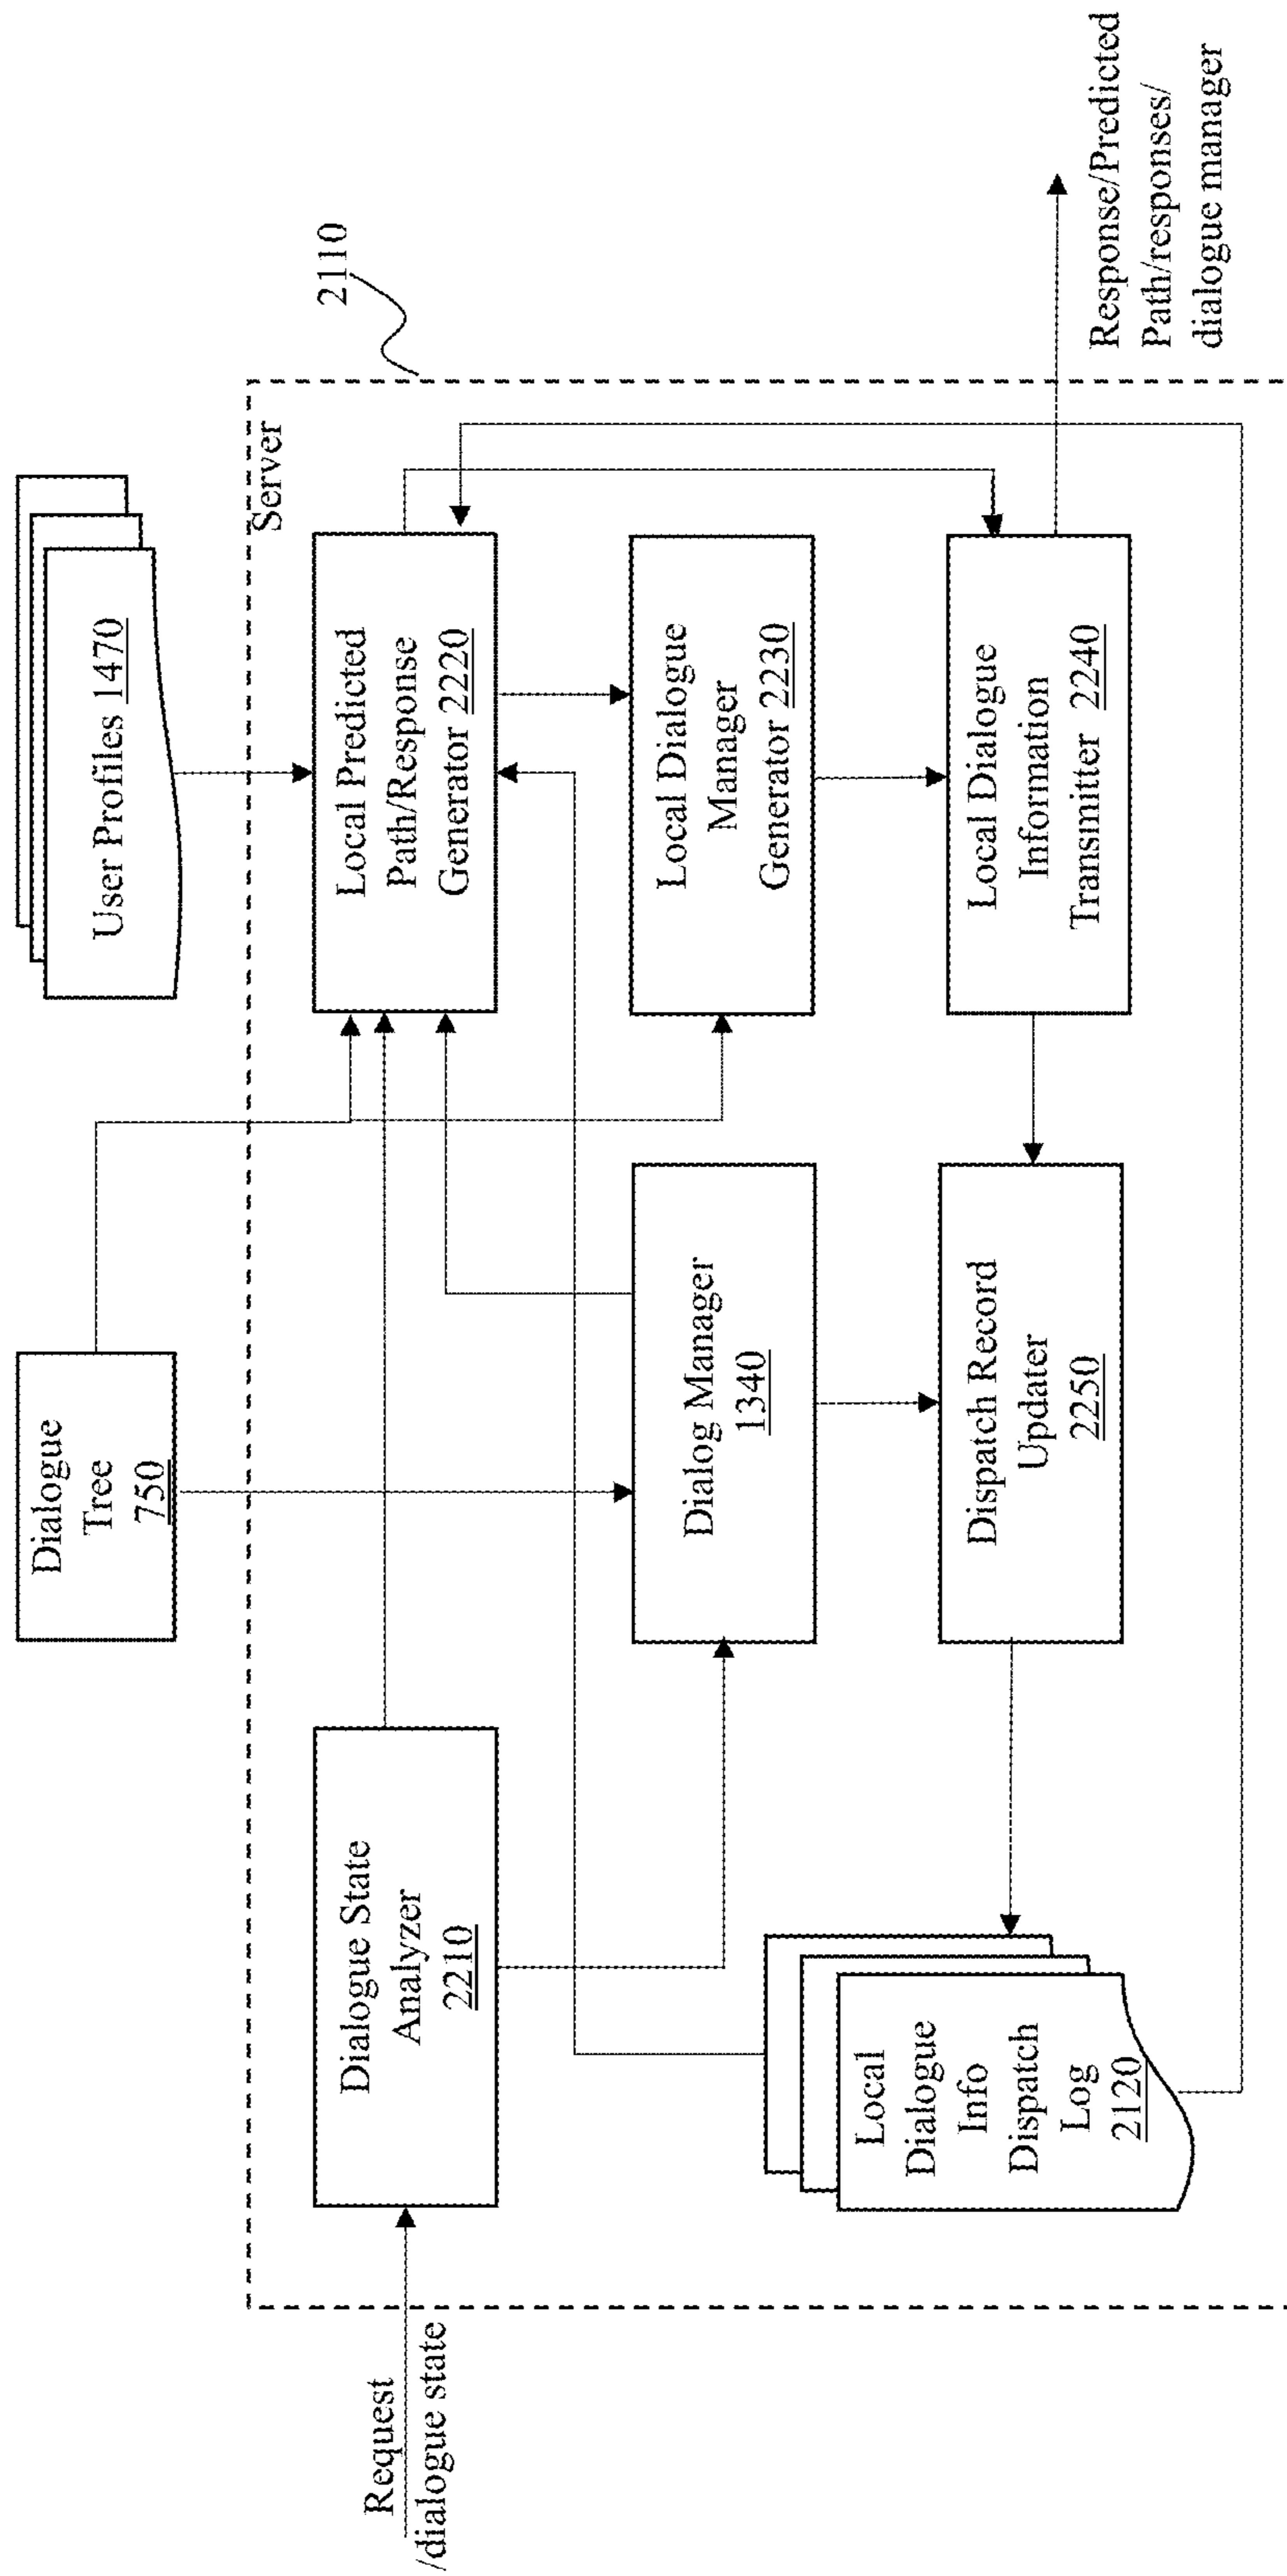 Dialogue
Tree
750
User Profiles 1470
Server
2110
Request
/dialogue state
Dialogue State
Analyzer
2210
Local Predicted
Path/Response
Generator 2220
Dialog Manager
1340
Local Dialogue
Manager
Generator 2230
Local
Dialogue
Info
Dispatch
Log
2120
Dispatch Record
Updater
2250
Local Dialogue
Information
Transmitter 2240
Response/Predicted
Path/responses/
dialogue manager